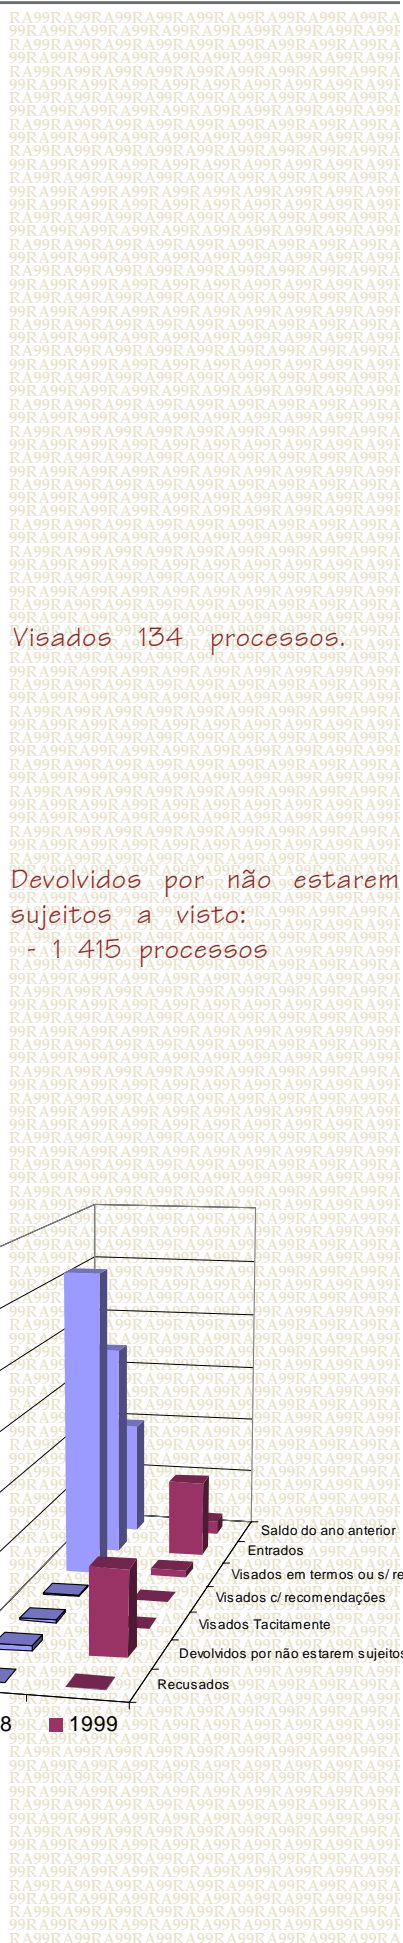 Visados 134 processos.
Devolvidos por não estarem
sujeitos a visto:
- 1 415 processos
Saldo do ano anterior
Entrados
Visados em termos ou s/ re
Visados c/ recomendações
Visados Tacitamente
Devolvidos por não estarem sujeitos
Recusados
8 1999